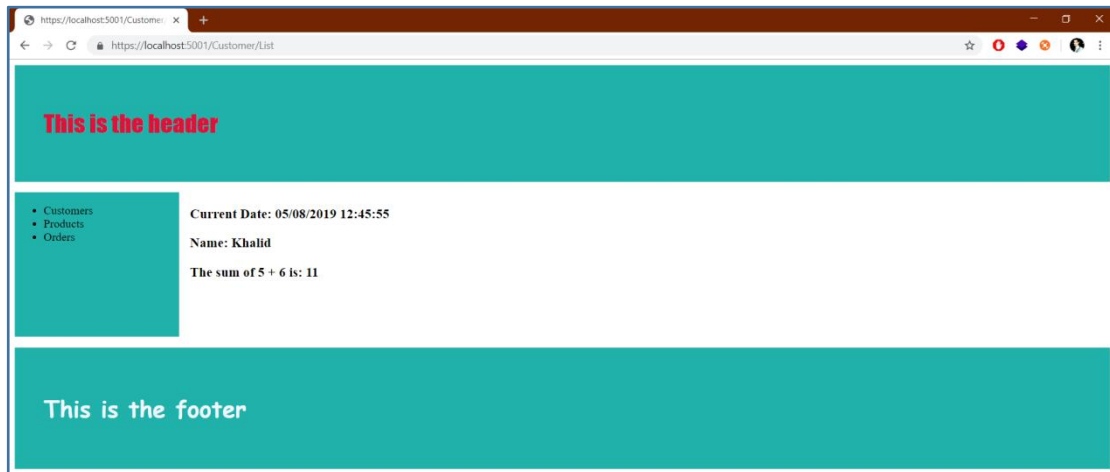 https://localhost:5001/Customer/
https://localhost:5001/Customer/List
This is the header
Customers
Products
Orders
Current Date: 05/08/2019 12:45:55
Name: Khalid
The sum of 5 + 6 is: 11
This is the footer